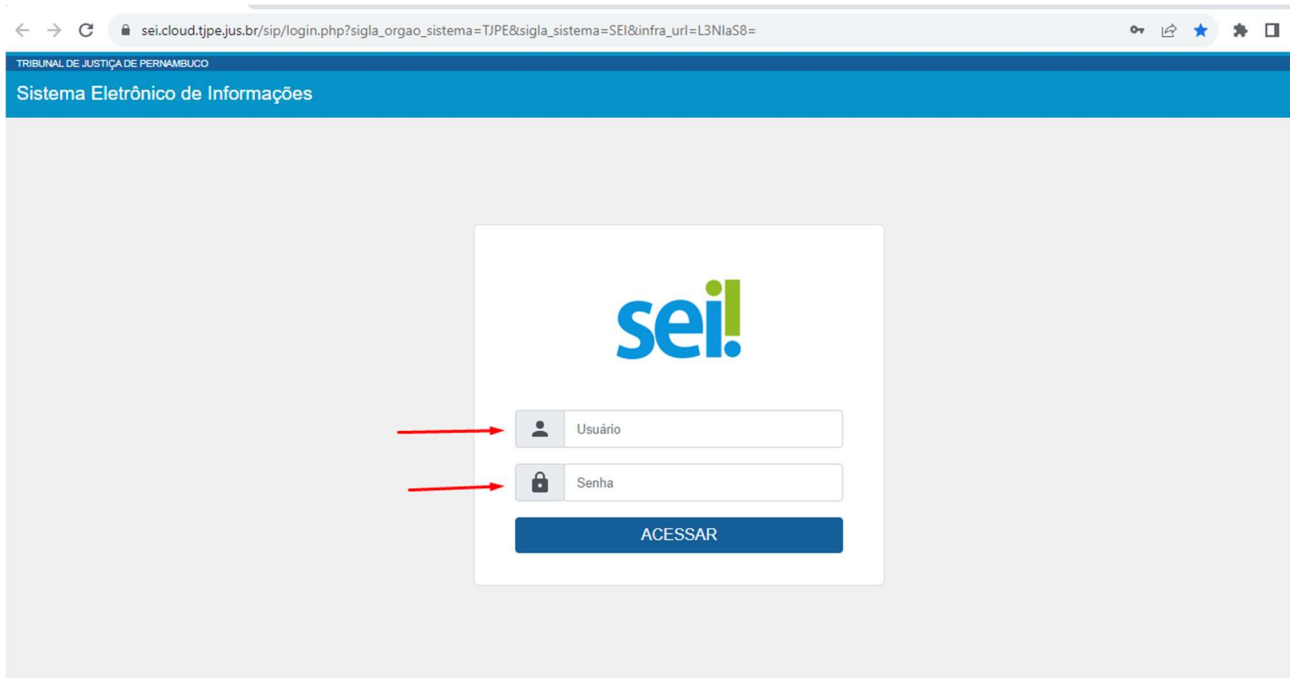 sei.cloud.tjpe.jus.br/sip/login.php?sigla_orgao_sistema=TJPE&sigla_sistema=SEI&infra_url=L3NlaS8=
TRIBUNAL DE JUSTIÇA DE PERNAMBUCO
Sistema Eletrônico de Informações
sei!
Usuário
Senha
ACESSAR